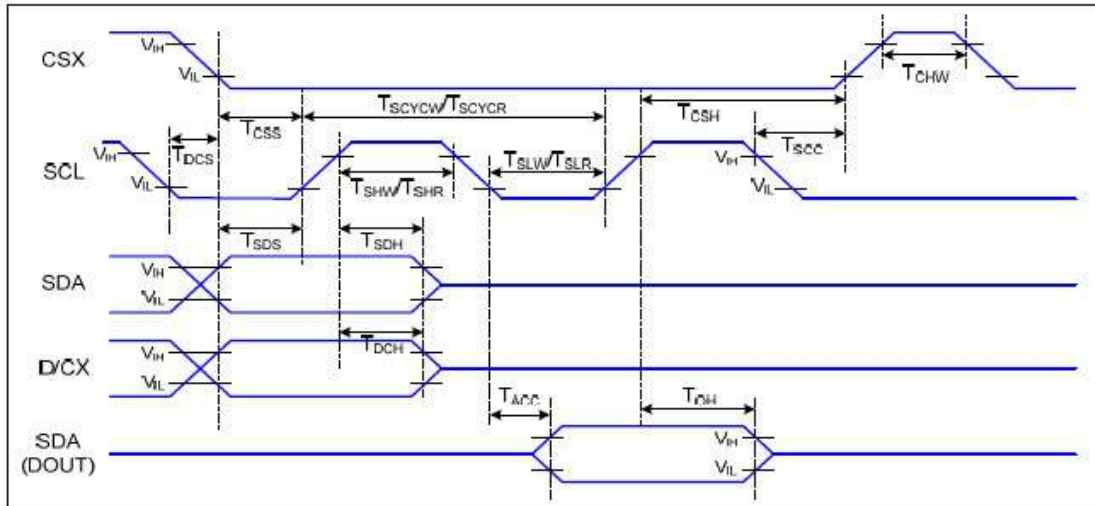 CSX
VIH
VIL
TCHW
TSCYCW/TSCYCR
TCSS
TCSH
SCL
VIH
VIL
TDCS
TSHW/TSHR
TSLW/TSLR
VIH
VIL
TSCC
TSDS
TSDH
SDA
VIH
VIL
TDCH
D/CX
VIH
VIL
TACC
TOH
SDA
(DOUT)
VIH
VIL